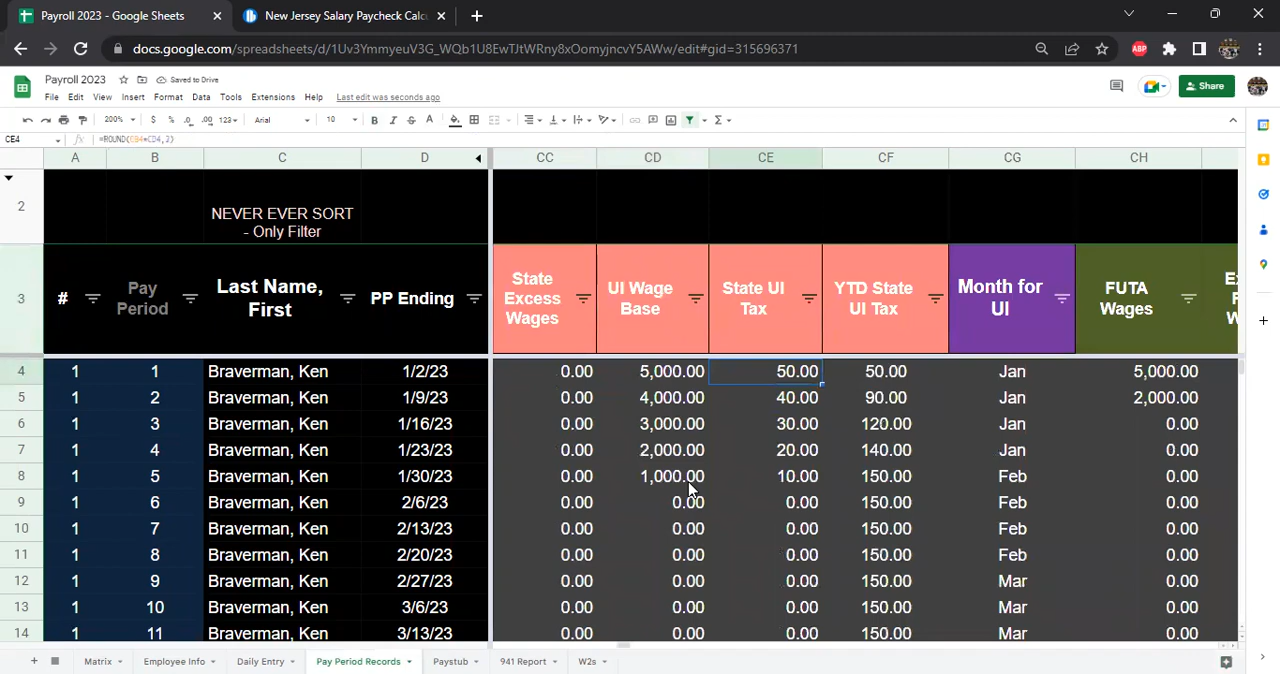 Payroll 2023 - Google Sheets
New Jersey Salary Paycheck Calcu
docs.google.com/spreadsheets/d/1Uv3YmmyeuV3G_WQb1U8EwTJtWRny8xOomyjncvY5AWw/edit#gid=315696371
ABP
Payroll 2023 Saved to Drive
File Edit View Insert Format Data Tools Extensions Help Last edit was seconds ago
Share
200% $ % .0 .00 123 Arial 10 B I S A
CE4 fx =ROUND(CB4*CD4,2)
A B C D CC CD CE CF CG CH
2 NEVER EVER SORT
- Only Filter
3 # Pay
Period Last Name,
First PP Ending State
Excess
Wages UI Wage
Base State UI
Tax YTD State
UI Tax Month for
UI FUTA
Wages
4 1 1 Braverman, Ken 1/2/23 0.00 5,000.00 50.00 50.00 Jan 5,000.00
5 1 2 Braverman, Ken 1/9/23 0.00 4,000.00 40.00 90.00 Jan 2,000.00
6 1 3 Braverman, Ken 1/16/23 0.00 3,000.00 30.00 120.00 Jan 0.00
7 1 4 Braverman, Ken 1/23/23 0.00 2,000.00 20.00 140.00 Jan 0.00
8 1 5 Braverman, Ken 1/30/23 0.00 1,000.00 10.00 150.00 Feb 0.00
9 1 6 Braverman, Ken 2/6/23 0.00 0.00 0.00 150.00 Feb 0.00
10 1 7 Braverman, Ken 2/13/23 0.00 0.00 0.00 150.00 Feb 0.00
11 1 8 Braverman, Ken 2/20/23 0.00 0.00 0.00 150.00 Feb 0.00
12 1 9 Braverman, Ken 2/27/23 0.00 0.00 0.00 150.00 Mar 0.00
13 1 10 Braverman, Ken 3/6/23 0.00 0.00 0.00 150.00 Mar 0.00
14 1 11 Braverman, Ken 3/13/23 0.00 0.00 0.00 150.00 Mar 0.00
Matrix Employee Info Daily Entry Pay Period Records Paystub 941 Report W2s